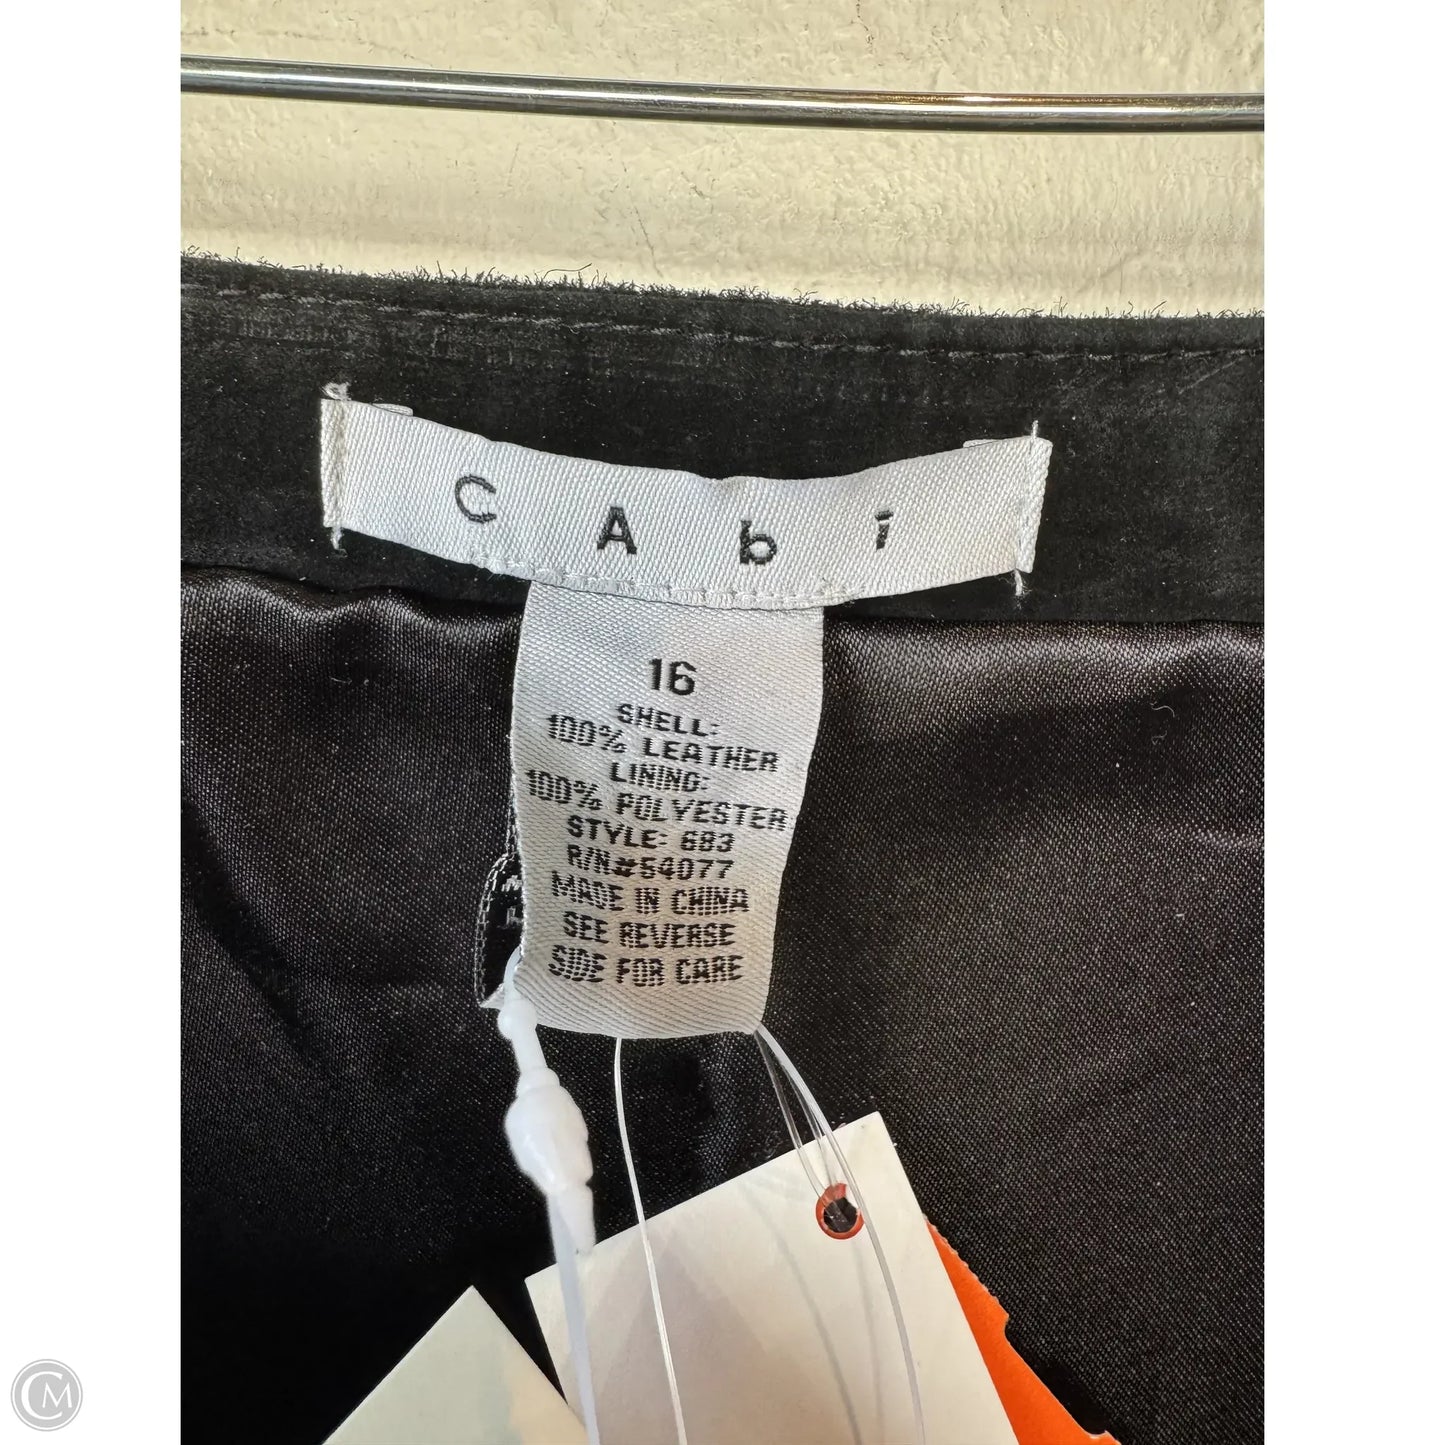 CAbi
16
SHELL:
100% LEATHER
LINING:
100% POLYESTER
STYLE: 683
R/N#54077
MADE IN CHINA
SEE REVERSE
SIDE FOR CARE
CM